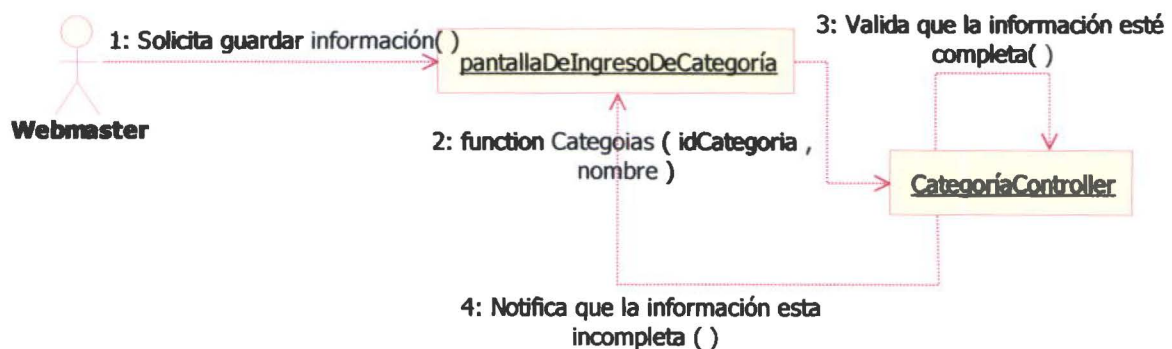 1: Solicita guardar información( )
3: Valida que la información esté
completa( )
pantallaDeIngresoDeCategoría
Webmaster
2: function Categoias ( idCategoria ,
nombre )
CategoríaController
4: Notifica que la información esta
incompleta ( )